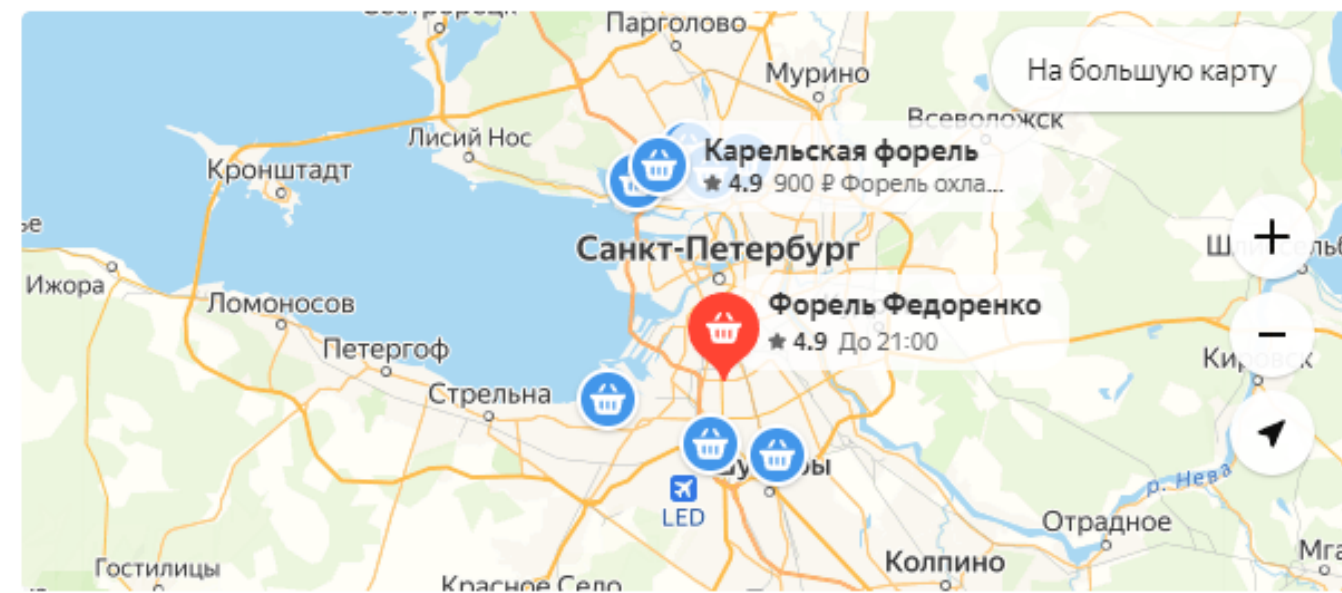 Парголово
На большую карту
Мурино
Всеволожск
Лисий Нос
Карельская форель
Кронштадт
4.9 900 ₽ Форель охла...
Санкт-Петербург
Ижора
Ломоносов
Форель Федоренко
4.9 До 21:00
Петергоф
Стрельна
р. Нева
LED
Отрадное
Гостилицы
Колпино
Красное Село